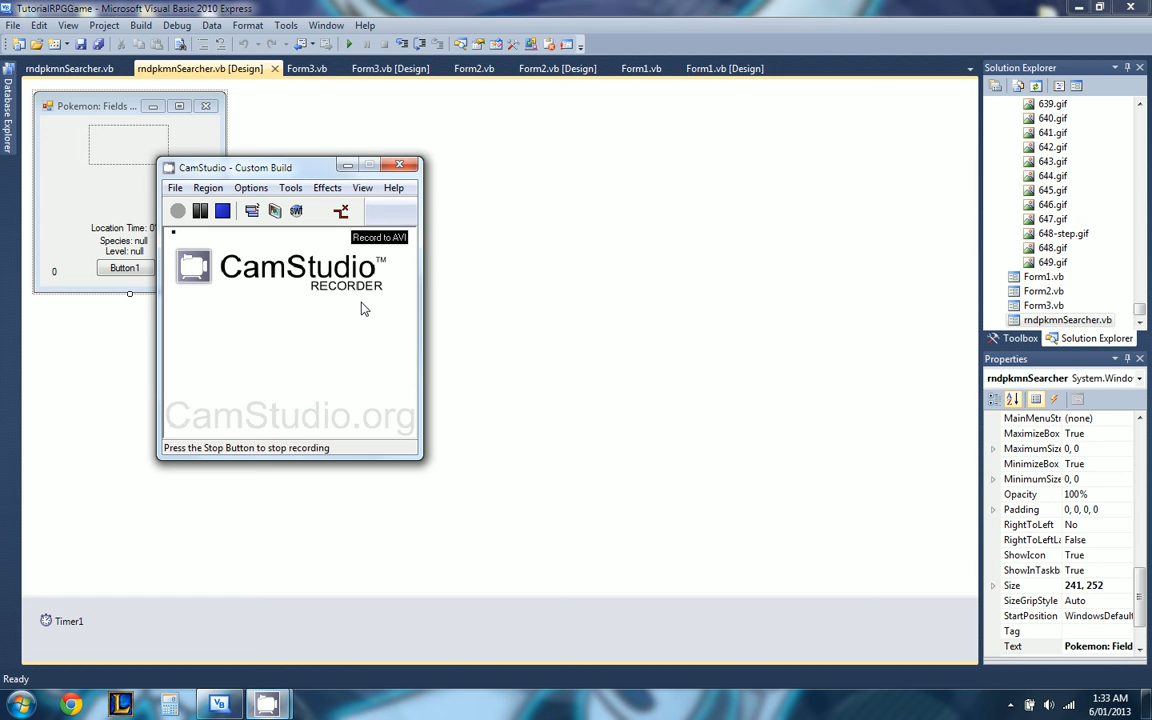 TutorialRPGGame - Microsoft Visual Basic 2010 Express
File Edit View Project Build Debug Data Format Tools Window Help
rndpkmnSearcher.vb rndpkmnSearcher.vb [Design] Form3.vb Form3.vb [Design] Form2.vb Form2.vb [Design] Form1.vb Form1.vb [Design]
Database Explorer
Pokemon: Fields ...
Location Time: 0
Species: null
Level: null
0
Button1
CamStudio - Custom Build
File Region Options Tools Effects View Help
SWF
Record to AVI
CamStudio™
RECORDER
CamStudio.org
Press the Stop Button to stop recording
Timer1
Solution Explorer
639.gif
640.gif
641.gif
642.gif
643.gif
644.gif
645.gif
646.gif
647.gif
648-step.gif
648.gif
649.gif
Form1.vb
Form2.vb
Form3.vb
rndpkmnSearcher.vb
Toolbox Solution Explorer
Properties
rndpkmnSearcher System.Windo
MainMenuStr (none)
MaximizeBox True
MaximumSize 0, 0
MinimizeBox True
MinimumSize 0, 0
Opacity 100%
Padding 0, 0, 0, 0
RightToLeft No
RightToLeftLa False
ShowIcon True
ShowInTaskb True
Size 241, 252
SizeGripStyle Auto
StartPosition WindowsDefault
Tag
Text Pokemon: Field
Ready
L
VB
1:33 AM
6/01/2013